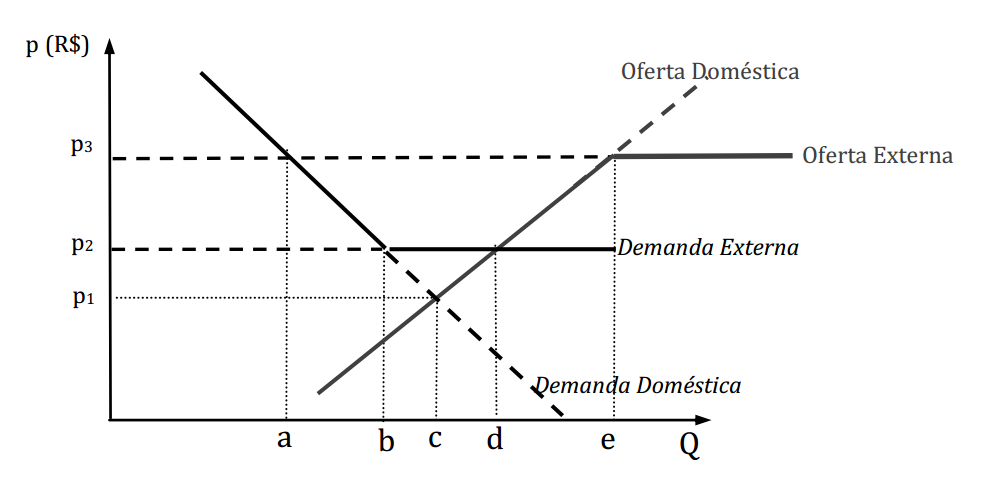 p (R$)
Oferta Doméstica
p3
Oferta Externa
p2
Demanda Externa
p1
Demanda Doméstica
a
b
c
d
e
Q